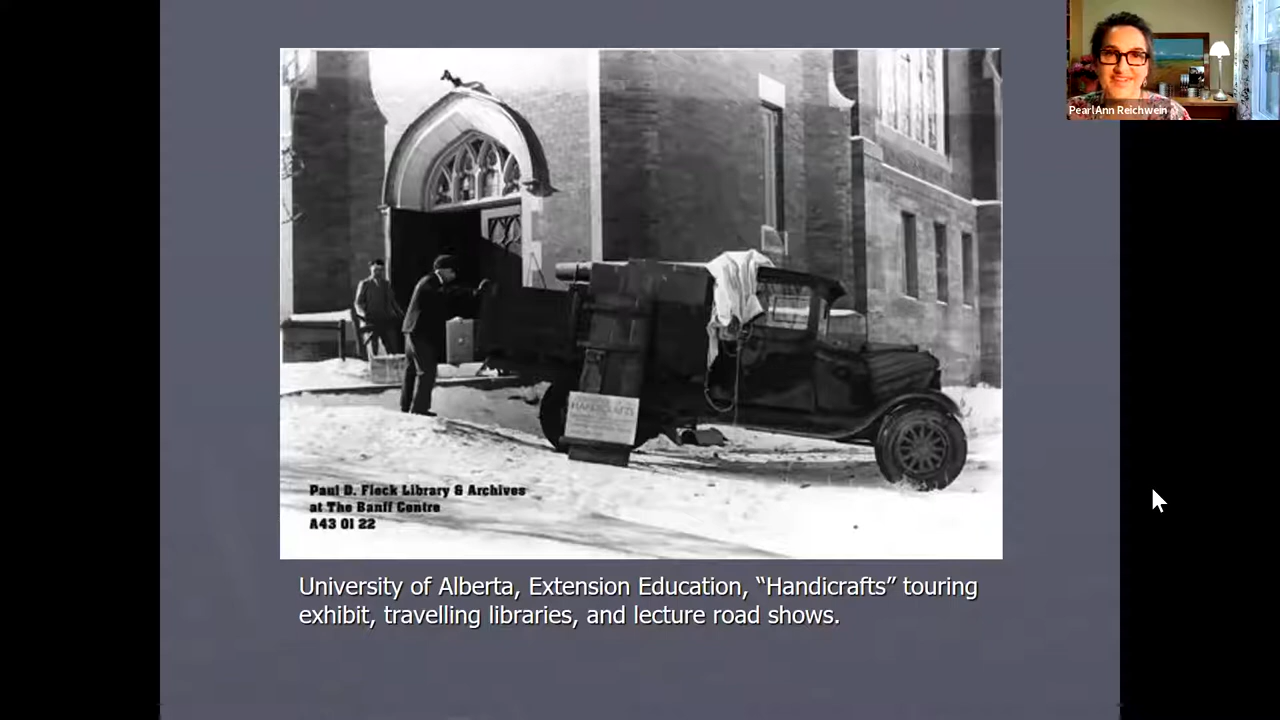 PearlAnn Reichwein
HANDICRAFTS
Paul D. Fleck Library & Archives
at The Banff Centre
A43 01 22
University of Alberta, Extension Education, “Handicrafts” touring
exhibit, travelling libraries, and lecture road shows.